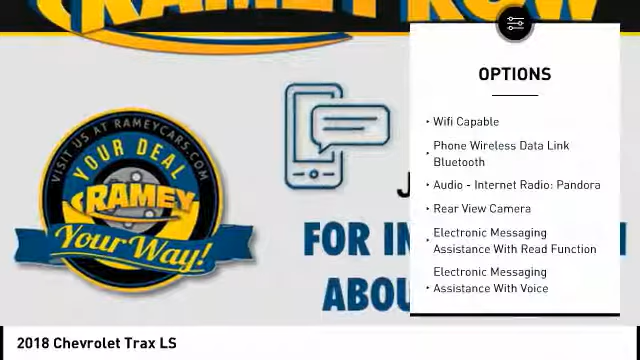 RAMEY
VISIT US AT RAMEYCARS.COM
YOUR DEAL
RAMEY
Your Way!
FOR IN
ABOU
OPTIONS
• Wifi Capable
• Phone Wireless Data Link
Bluetooth
• Audio - Internet Radio: Pandora
• Rear View Camera
• Electronic Messaging
Assistance With Read Function
Electronic Messaging
• Assistance With Voice
2018 Chevrolet Trax LS